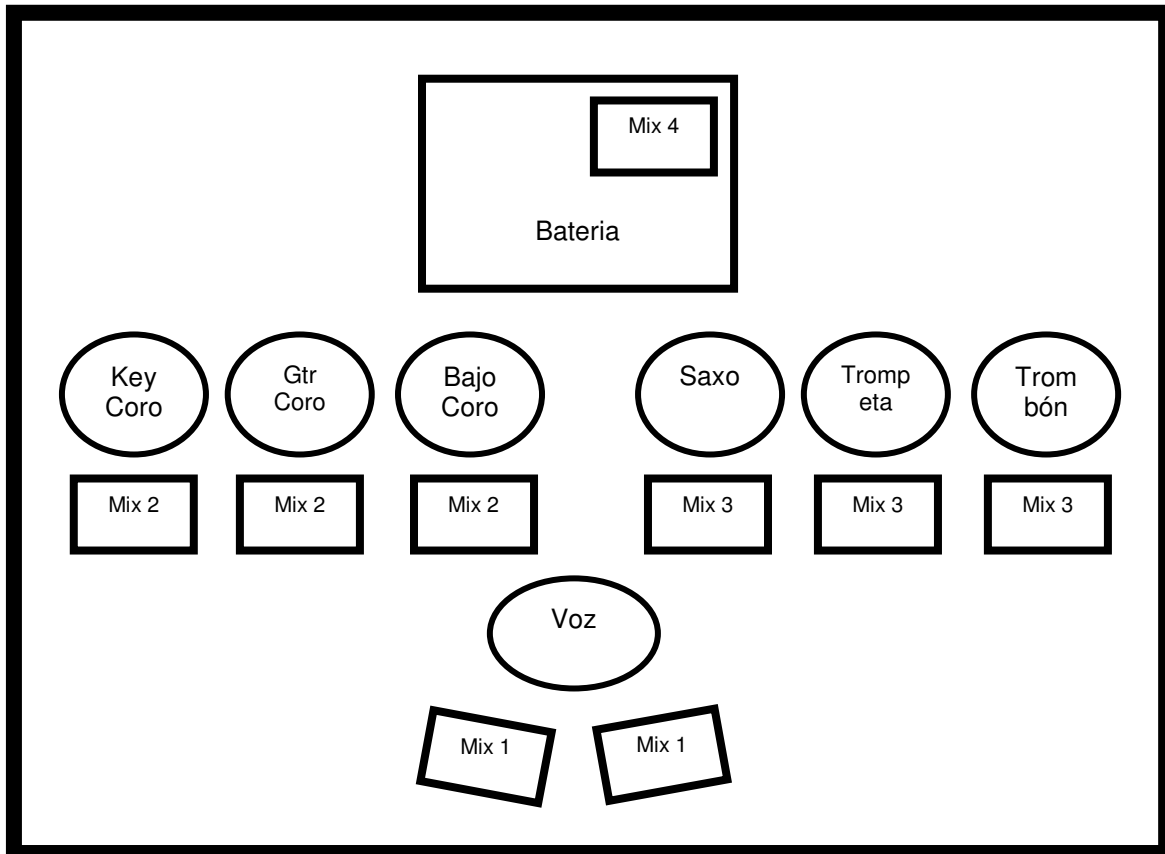 Mix 4
Bateria
Key
Coro
Gtr
Coro
Bajo
Coro
Saxo
Tromp
eta
Trom
bón
Mix 2
Mix 2
Mix 2
Mix 3
Mix 3
Mix 3
Voz
Mix 1
Mix 1